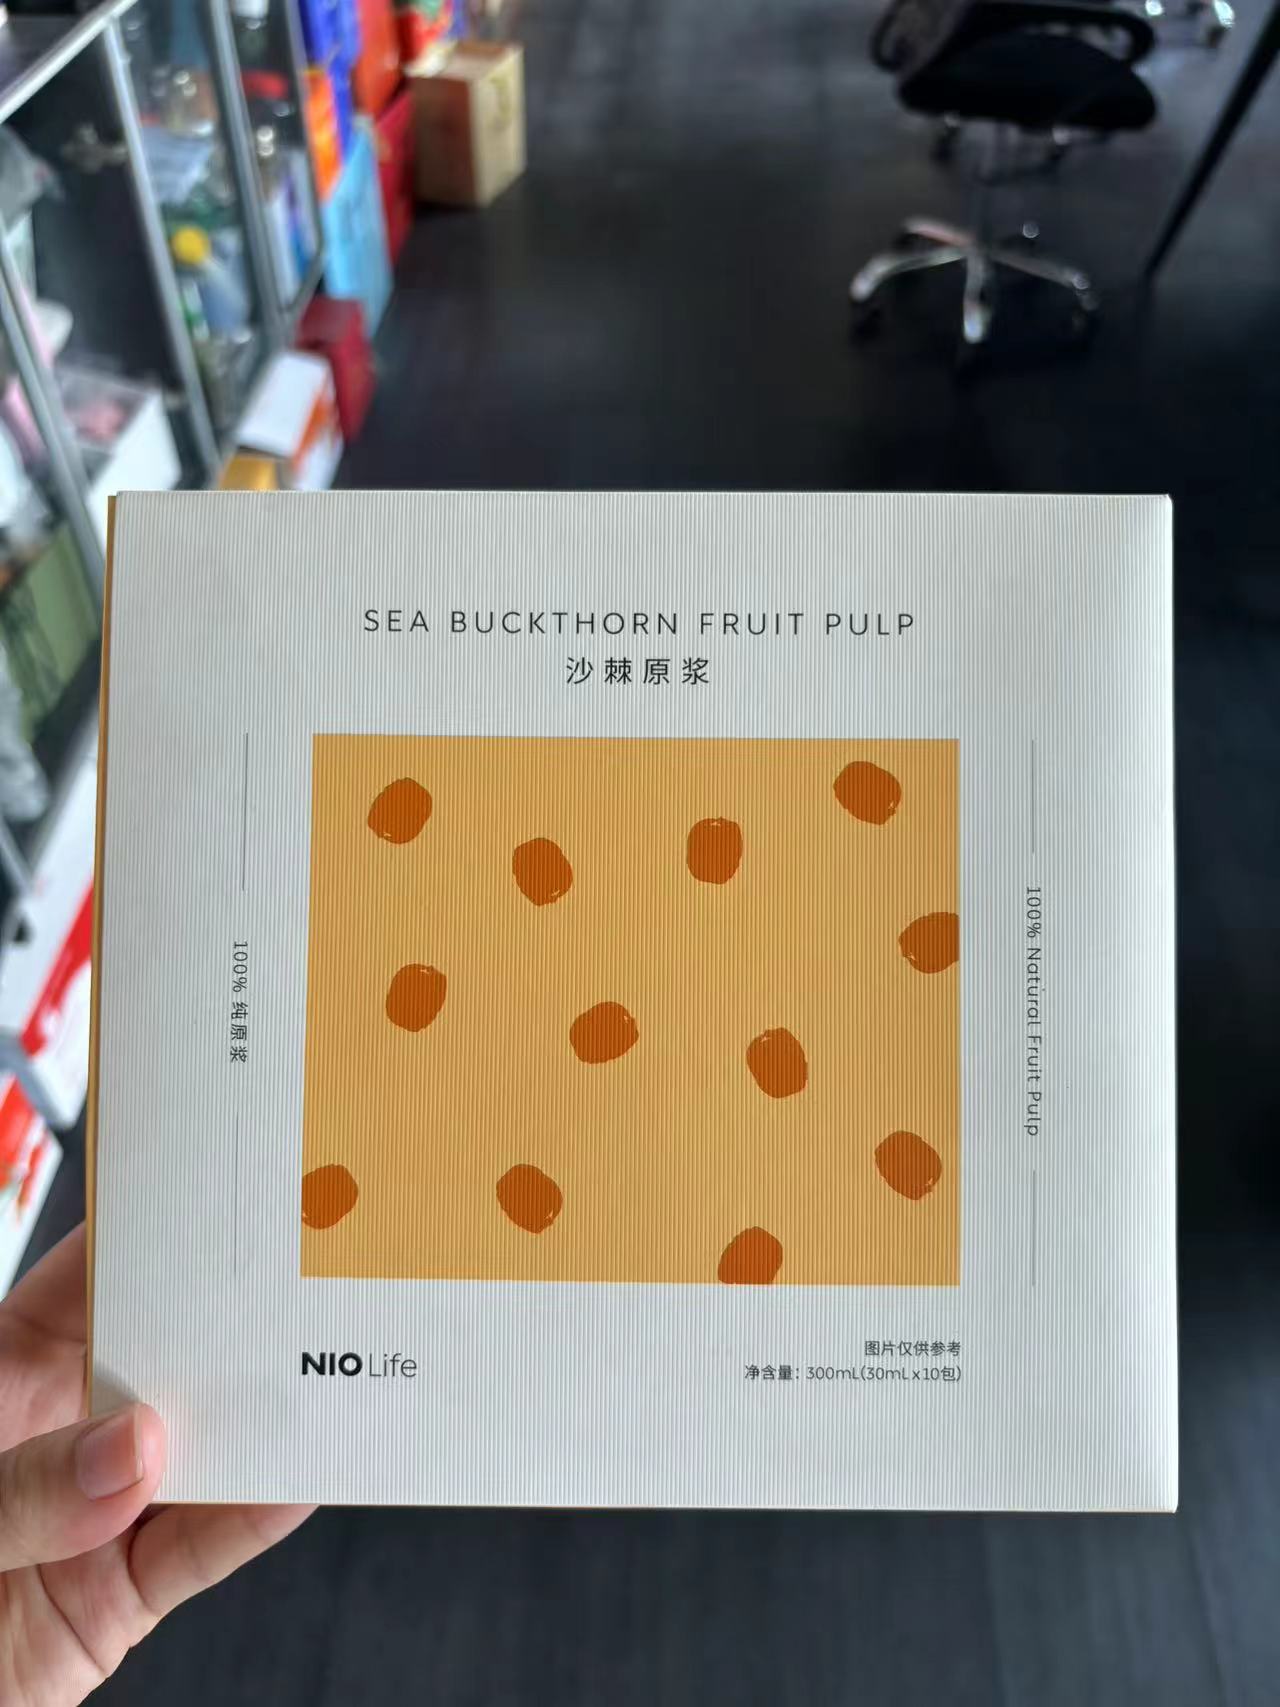 SEA BUCKTHORN FRUIT PULP
沙棘原浆
100% 纯原浆
100% Natural Fruit Pulp
NIO Life
图片仅供参考
净含量：300mL(30mL x10包)